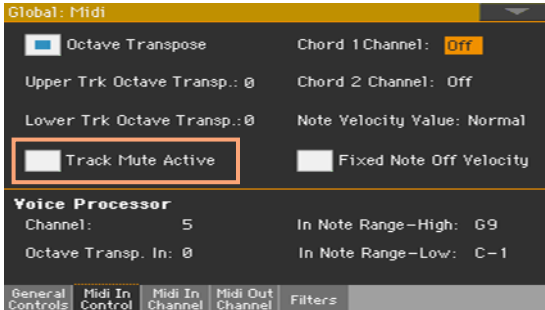 Global: Midi
Octave Transpose
Chord 1 Channel: Off
Upper Trk Octave Transp.: 0
Chord 2 Channel: Off
Lower Trk Octave Transp.:0
Note Velocity Value: Normal
Track Mute Active
Fixed Note Off Velocity
Voice Processor
Channel: 5
In Note Range-High: G9
Octave Transp. In: 0
In Note Range-Low: C-1
General Controls
Midi In Control
Midi In Channel
Midi Out Channel
Filters